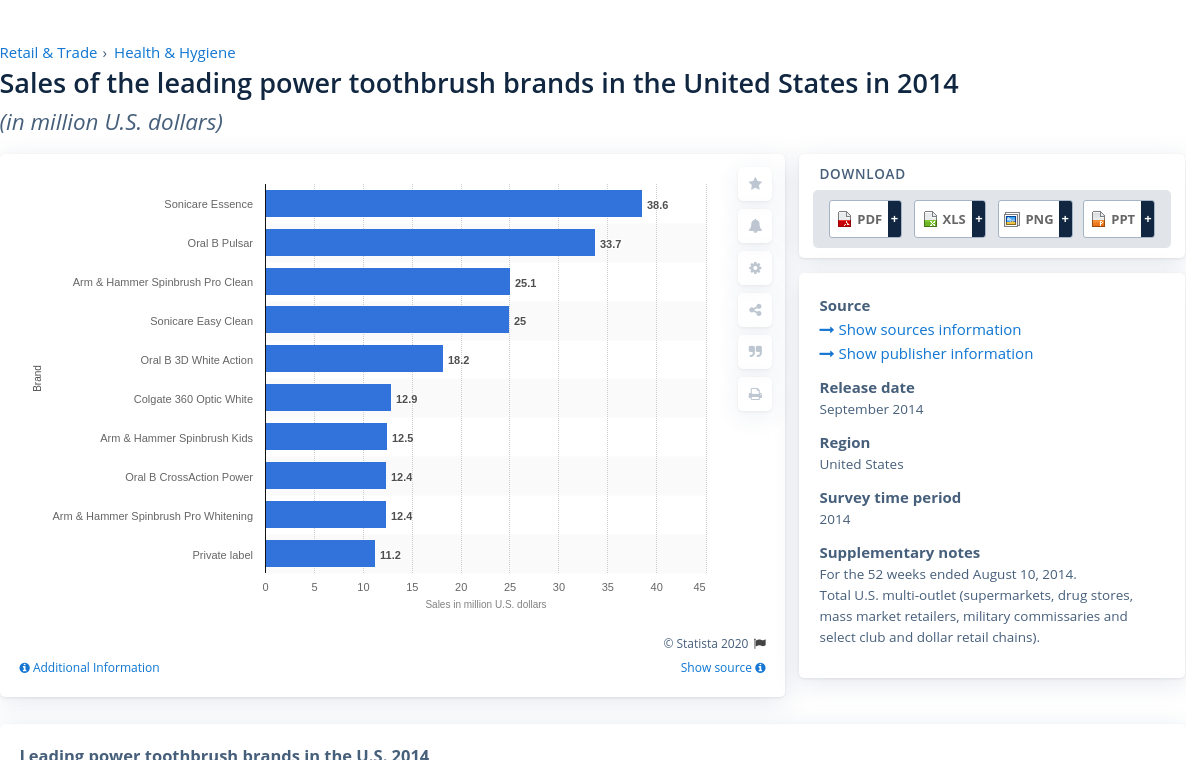 Retail & Trade › Health & Hygiene
Sales of the leading power toothbrush brands in the United States in 2014
(in million U.S. dollars)
Sonicare Essence 38.6
Oral B Pulsar 33.7
Arm & Hammer Spinbrush Pro Clean 25.1
Sonicare Easy Clean 25
Oral B 3D White Action 18.2
Colgate 360 Optic White 12.9
Arm & Hammer Spinbrush Kids 12.5
Oral B CrossAction Power 12.4
Arm & Hammer Spinbrush Pro Whitening 12.4
Private label 11.2
Brand
0 5 10 15 20 25 30 35 40 45
Sales in million U.S. dollars
© Statista 2020
Additional Information
Show source
DOWNLOAD
PDF + XLS + PNG + PPT +
Source
Show sources information
Show publisher information
Release date
September 2014
Region
United States
Survey time period
2014
Supplementary notes
For the 52 weeks ended August 10, 2014.
Total U.S. multi-outlet (supermarkets, drug stores,
mass market retailers, military commissaries and
select club and dollar retail chains).
Leading power toothbrush brands in the U.S. 2014